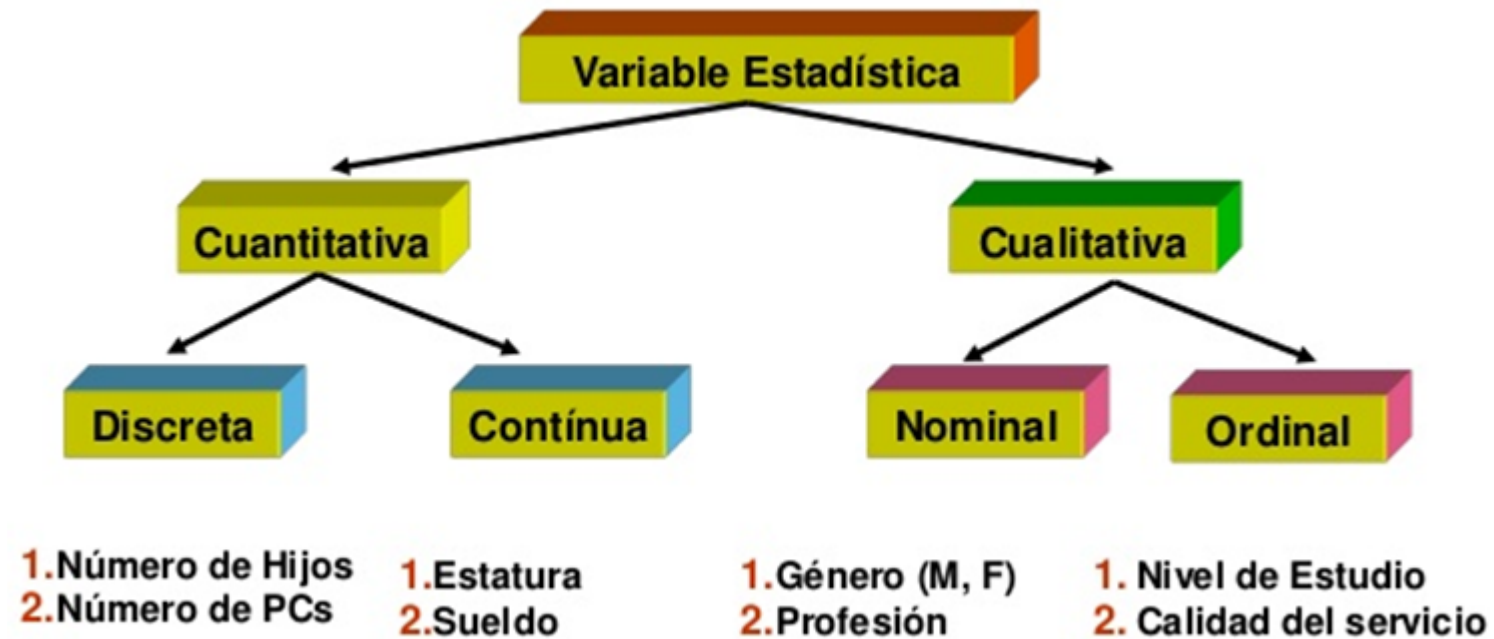 Variable Estadística
Cuantitativa
Cualitativa
Discreta
Contínua
Nominal
Ordinal
1.Número de Hijos
2.Número de PCs
1.Estatura
2.Sueldo
1.Género (M, F)
2.Profesión
1. Nivel de Estudio
2. Calidad del servicio